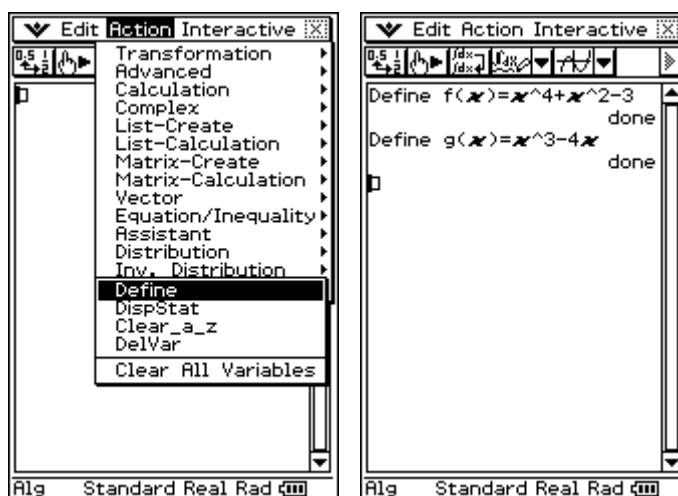 Edit Action Interactive
Transformation
Advanced
Calculation
Complex
List-Create
List-Calculation
Matrix-Create
Matrix-Calculation
Vector
Equation/Inequality
Assistant
Distribution
Inv. Distribution
Define
DispStat
Clear_a_z
DelVar
Clear All Variables
Alg Standard Real Rad
Edit Action Interactive
Define f(x)=x^4+x^2-3
done
Define g(x)=x^3-4x
done
Alg Standard Real Rad